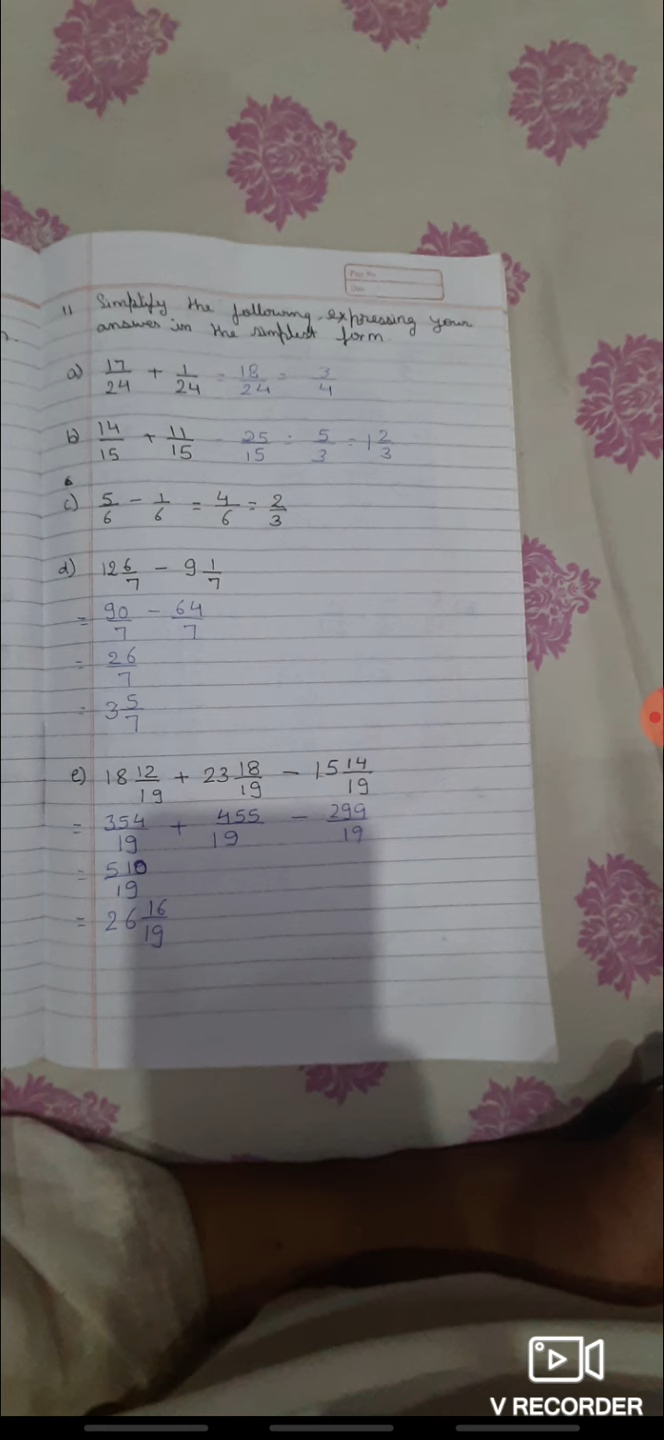 Page No.
Date
11 Simplify the following expressing your
answer in the simplest form
a) 17/24 + 1/24 = 18/24 = 3/4
b) 14/15 + 11/15 = 25/15 = 5/3 = 1 2/3
c) 5/6 - 1/6 = 4/6 = 2/3
d) 12 6/7 - 9 1/7
= 90/7 - 64/7
= 26/7
= 3 5/7
e) 18 12/19 + 23 18/19 - 15 14/19
= 354/19 + 455/19 - 299/19
= 510/19
= 26 16/19
V RECORDER